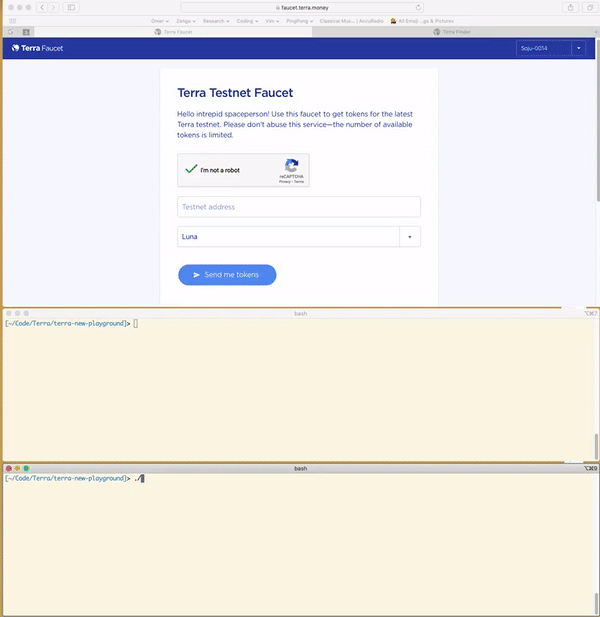 faucet.terra.money
Omer Zengo Research Coding Vim PingPong Classical Mus... | AccuRadio All Emoji ...gs & Pictures
Terra Faucet Terra Finder
Terra Faucet Soju-0014
Terra Testnet Faucet
Hello intrepid spaceperson! Use this faucet to get tokens for the latest
Terra testnet. Please don't abuse this service—the number of available
tokens is limited.
I'm not a robot
reCAPTCHA
Privacy - Terms
Testnet address
Luna
Send me tokens
bash ⌥⌘7
[~/Code/Terra/terra-new-playground]>
bash ⌥⌘9
[~/Code/Terra/terra-new-playground]> ./